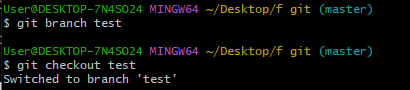 User@DESKTOP-7N4SO24 MINGW64 ~/Desktop/f git (master)
$ git branch test
User@DESKTOP-7N4SO24 MINGW64 ~/Desktop/f git (master)
$ git checkout test
Switched to branch 'test'